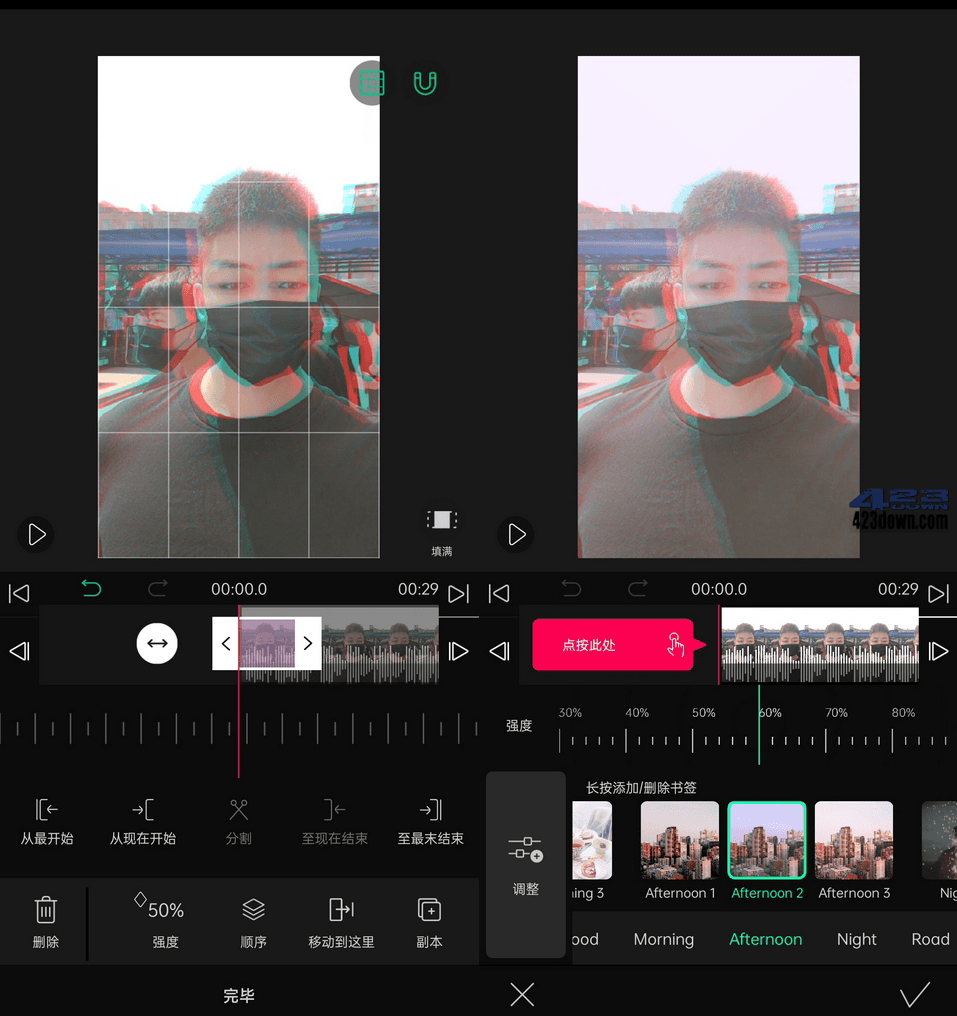 填满
00:00.0
00:29
从最开始
从现在开始
分割
至现在结束
至最末结束
删除
50%
强度
顺序
移动到这里
副本
完毕
423
DOWN
423down.com
00:00.0
00:29
点按此处
强度
30%
40%
50%
60%
70%
80%
长按添加/删除书签
调整
ing 3
Afternoon 1
Afternoon 2
Afternoon 3
Nig
ood
Morning
Afternoon
Night
Road